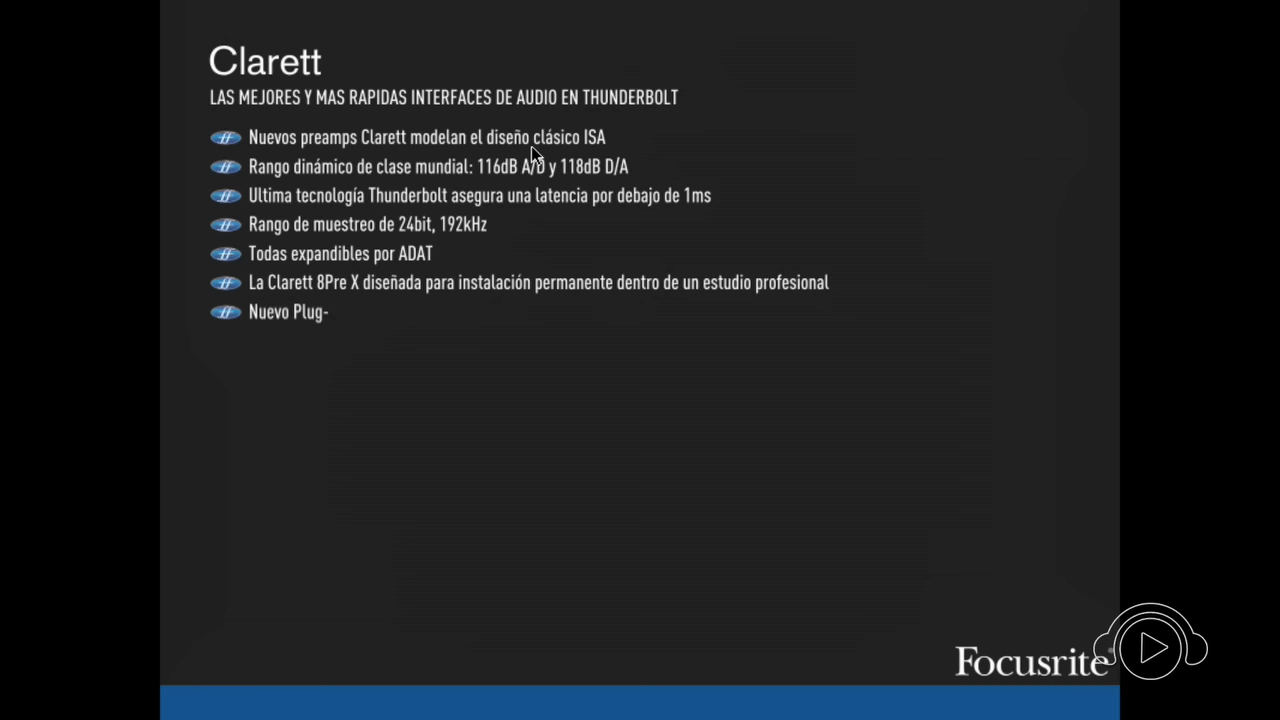 Clarett
LAS MEJORES Y MAS RAPIDAS INTERFACES DE AUDIO EN THUNDERBOLT
Nuevos preamps Clarett modelan el diseño clásico ISA
Rango dinámico de clase mundial: 116dB A/D y 118dB D/A
Ultima tecnología Thunderbolt asegura una latencia por debajo de 1ms
Rango de muestreo de 24bit, 192kHz
Todas expandibles por ADAT
La Clarett 8Pre X diseñada para instalación permanente dentro de un estudio profesional
Nuevo Plug-
Focusrite